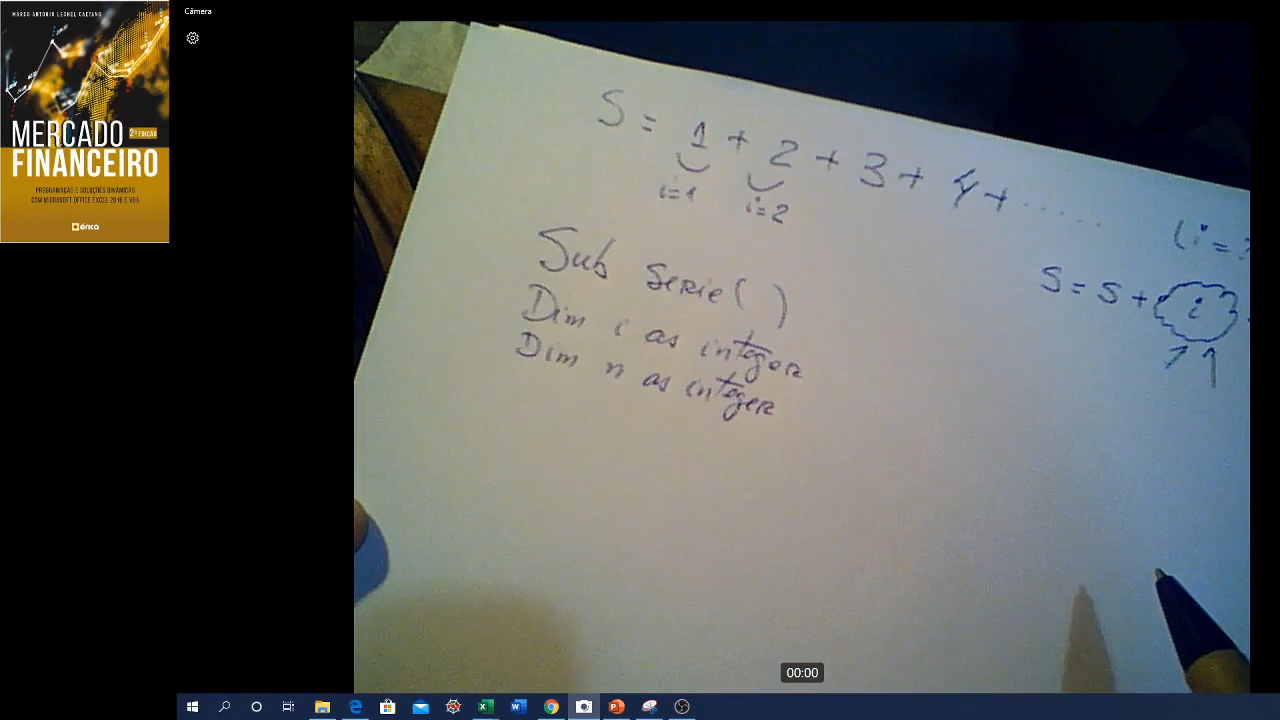 MARCO ANTONIO LEONEL CAETANO
MERCADO
2ª EDIÇÃO
FINANCEIRO
PROGRAMAÇÃO E SOLUÇÕES DINÂMICAS
COM MICROSOFT OFFICE EXCEL 2016 E VBA
érica
Câmera
S = 1 + 2 + 3 + 4 + ......
i=1 i=2
(i=?
S = S + i
Sub Serie( )
Dim i as integer
Dim n as integer
00:00